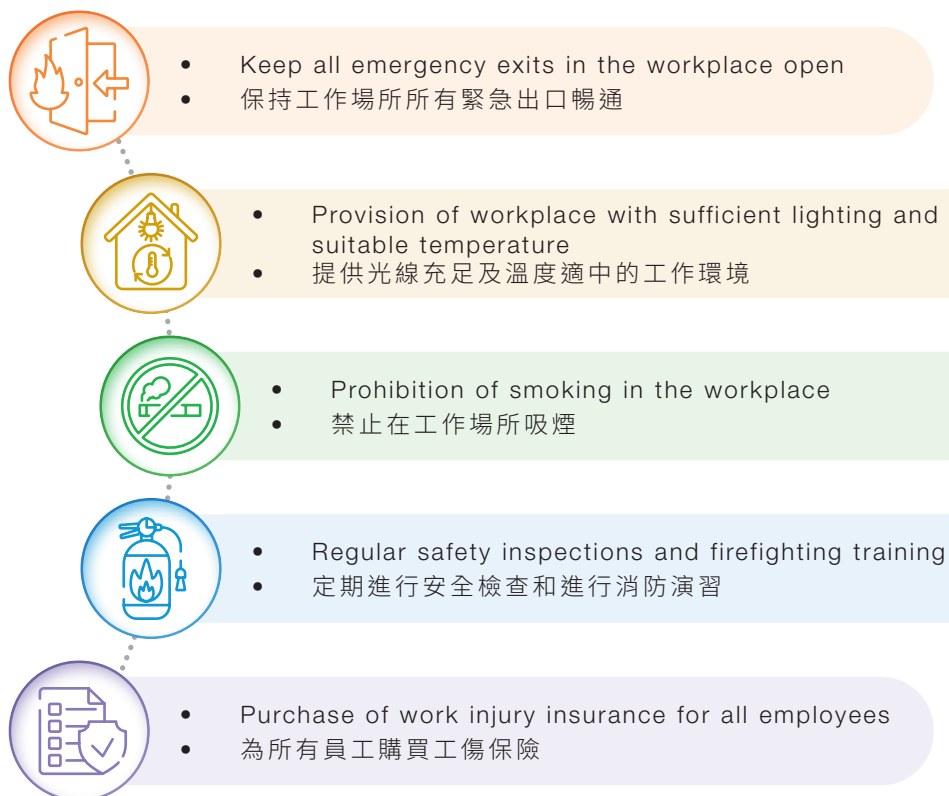 • Keep all emergency exits in the workplace open
• 保持工作場所所有緊急出口暢通
• Provision of workplace with sufficient lighting and
suitable temperature
• 提供光線充足及溫度適中的工作環境
• Prohibition of smoking in the workplace
• 禁止在工作場所吸煙
• Regular safety inspections and firefighting training
• 定期進行安全檢查和進行消防演習
• Purchase of work injury insurance for all employees
• 為所有員工購買工傷保險